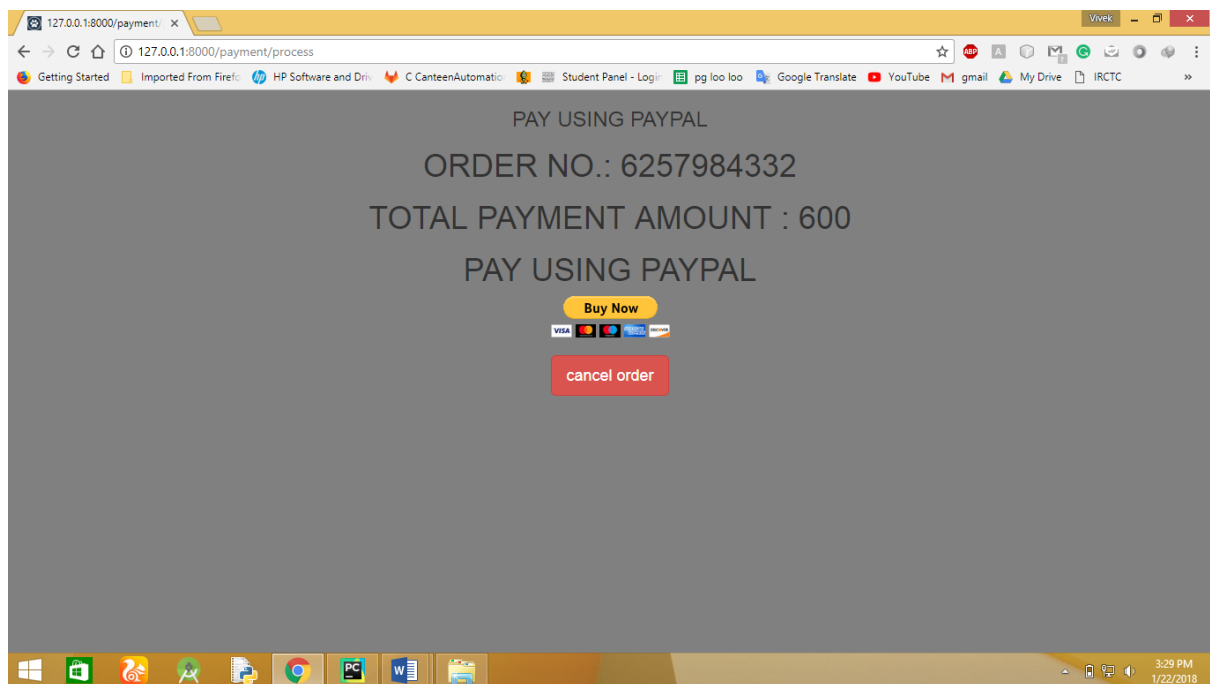 127.0.0.1:8000/payment/
Vivek
127.0.0.1:8000/payment/process
ABP
Getting Started Imported From Firefo HP Software and Driv C CanteenAutomatio Student Panel - Login pg loo loo Google Translate YouTube gmail My Drive IRCTC »
PAY USING PAYPAL
ORDER NO.: 6257984332
TOTAL PAYMENT AMOUNT : 600
PAY USING PAYPAL
Buy Now
VISA
cancel order
PC
3:29 PM
1/22/2018